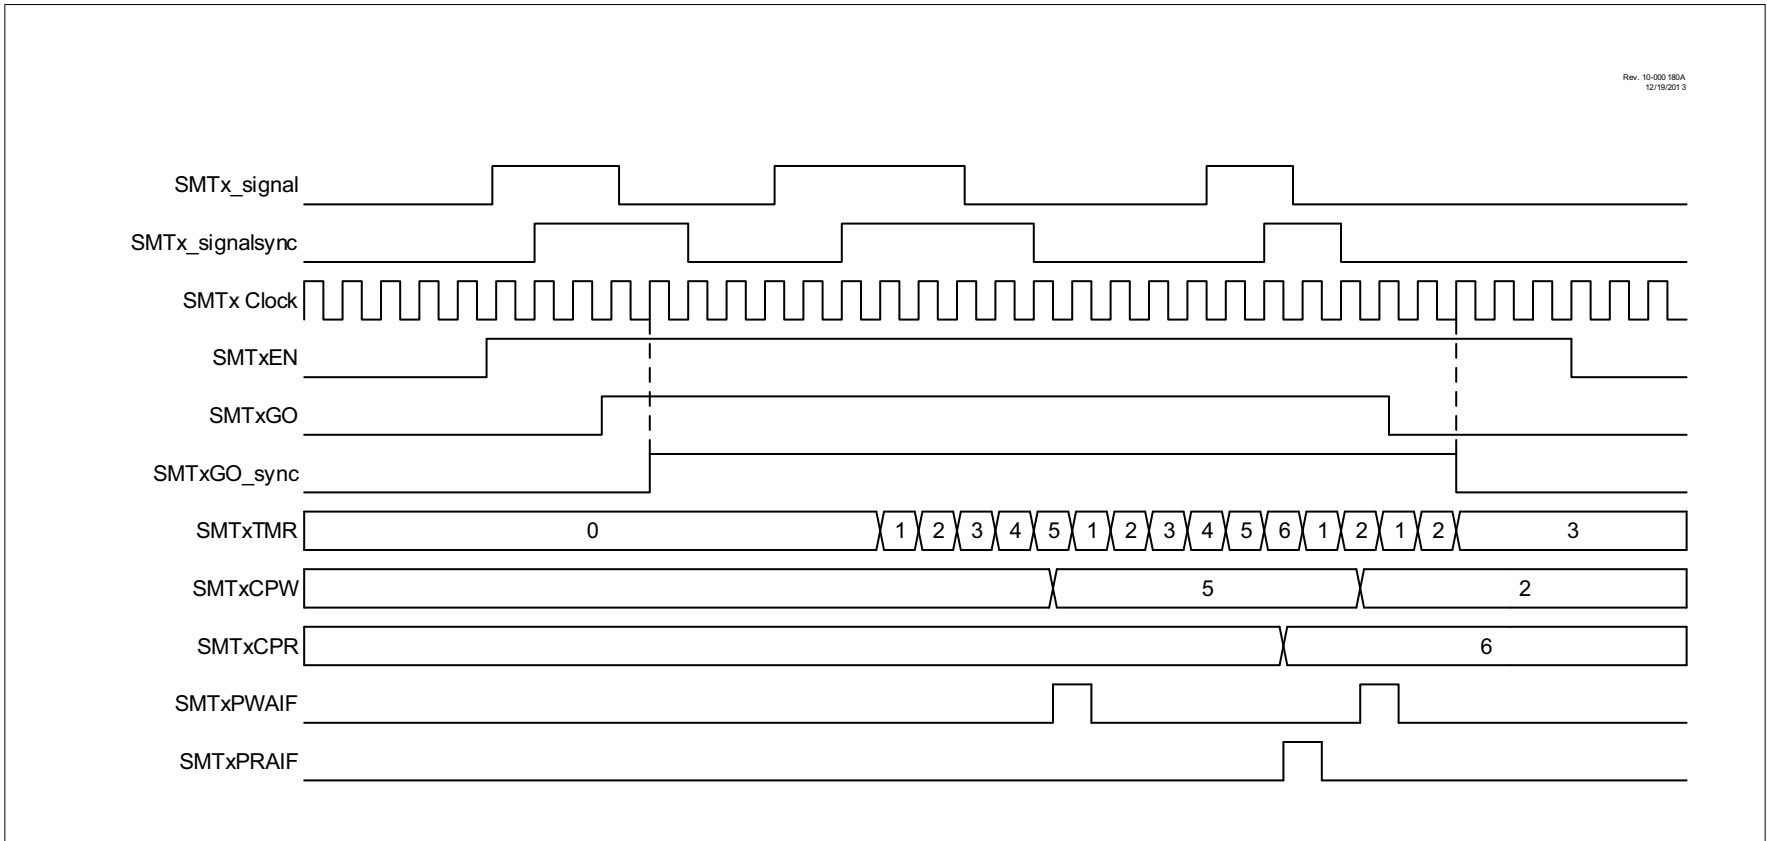 Rev. 10-000 180A
12/19/201 3
SMTx_signal
SMTx_signalsync
SMTx Clock
SMTxEN
SMTxGO
SMTxGO_sync
SMTxTMR 0 1 2 3 4 5 1 2 3 4 5 6 1 2 1 2 3
SMTxCPW 5 2
SMTxCPR 6
SMTxPWAIF
SMTxPRAIF